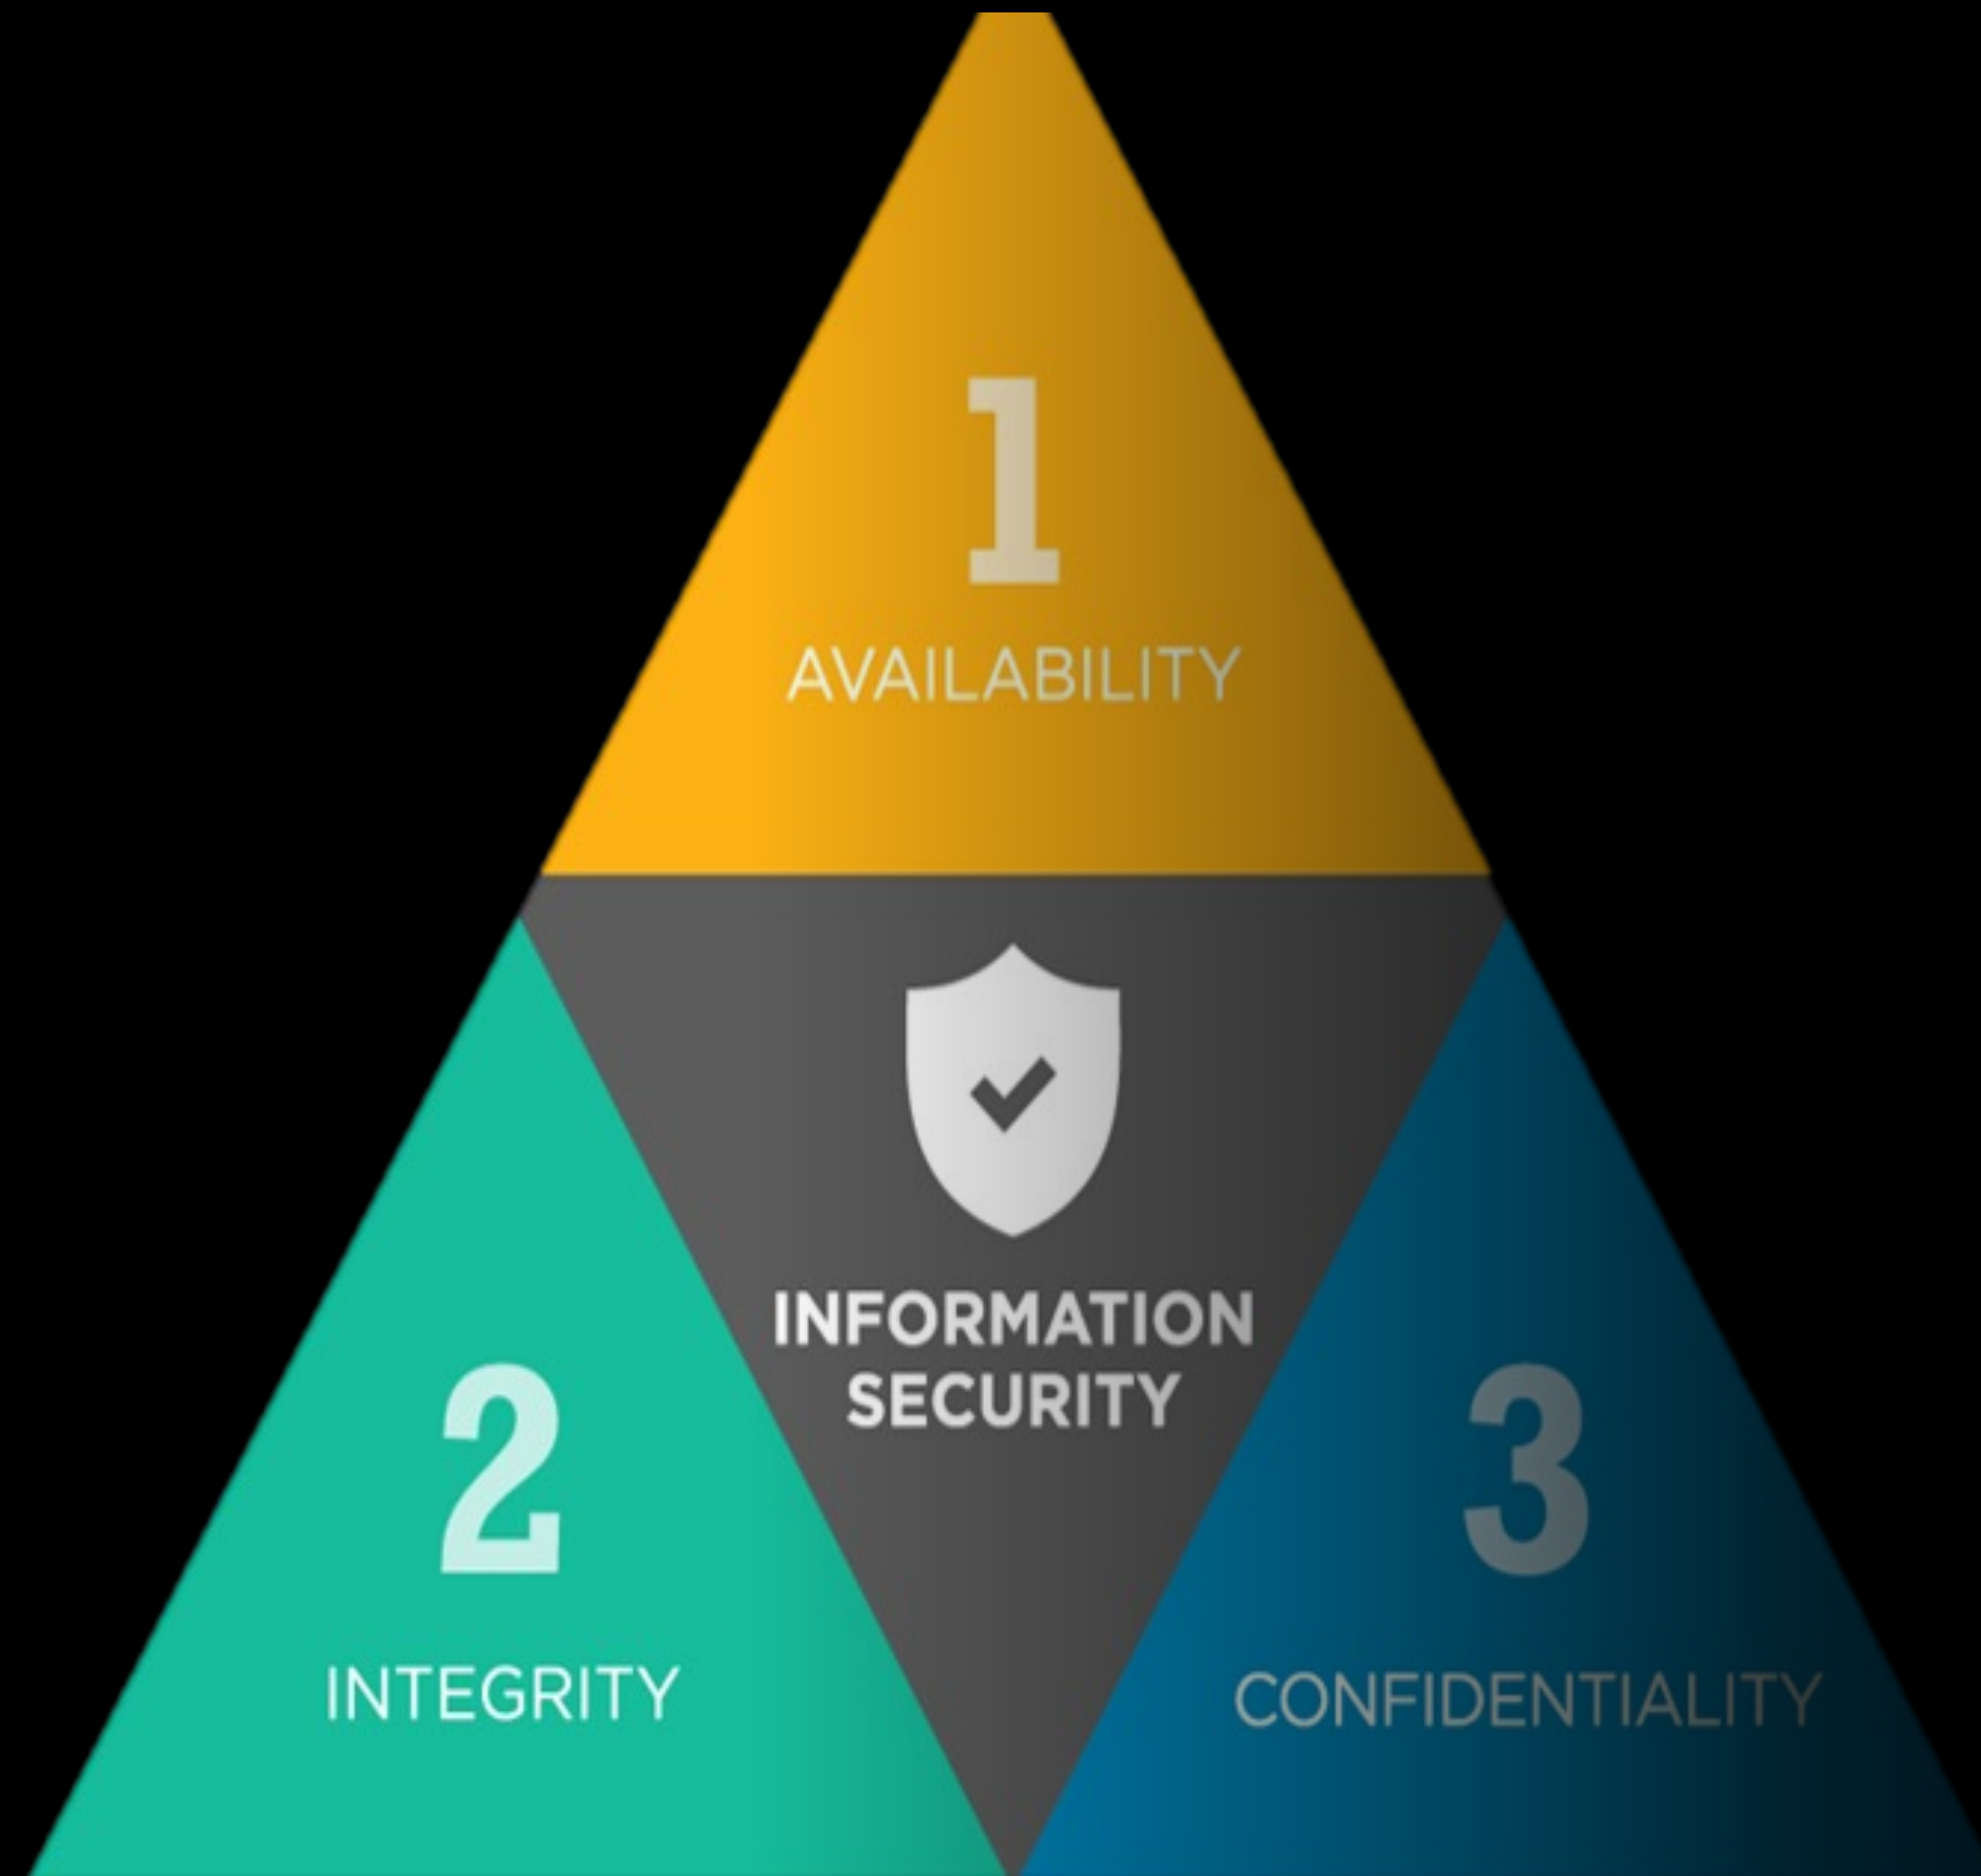 1
AVAILABILITY
INFORMATION
SECURITY
2
INTEGRITY
3
CONFIDENTIALITY